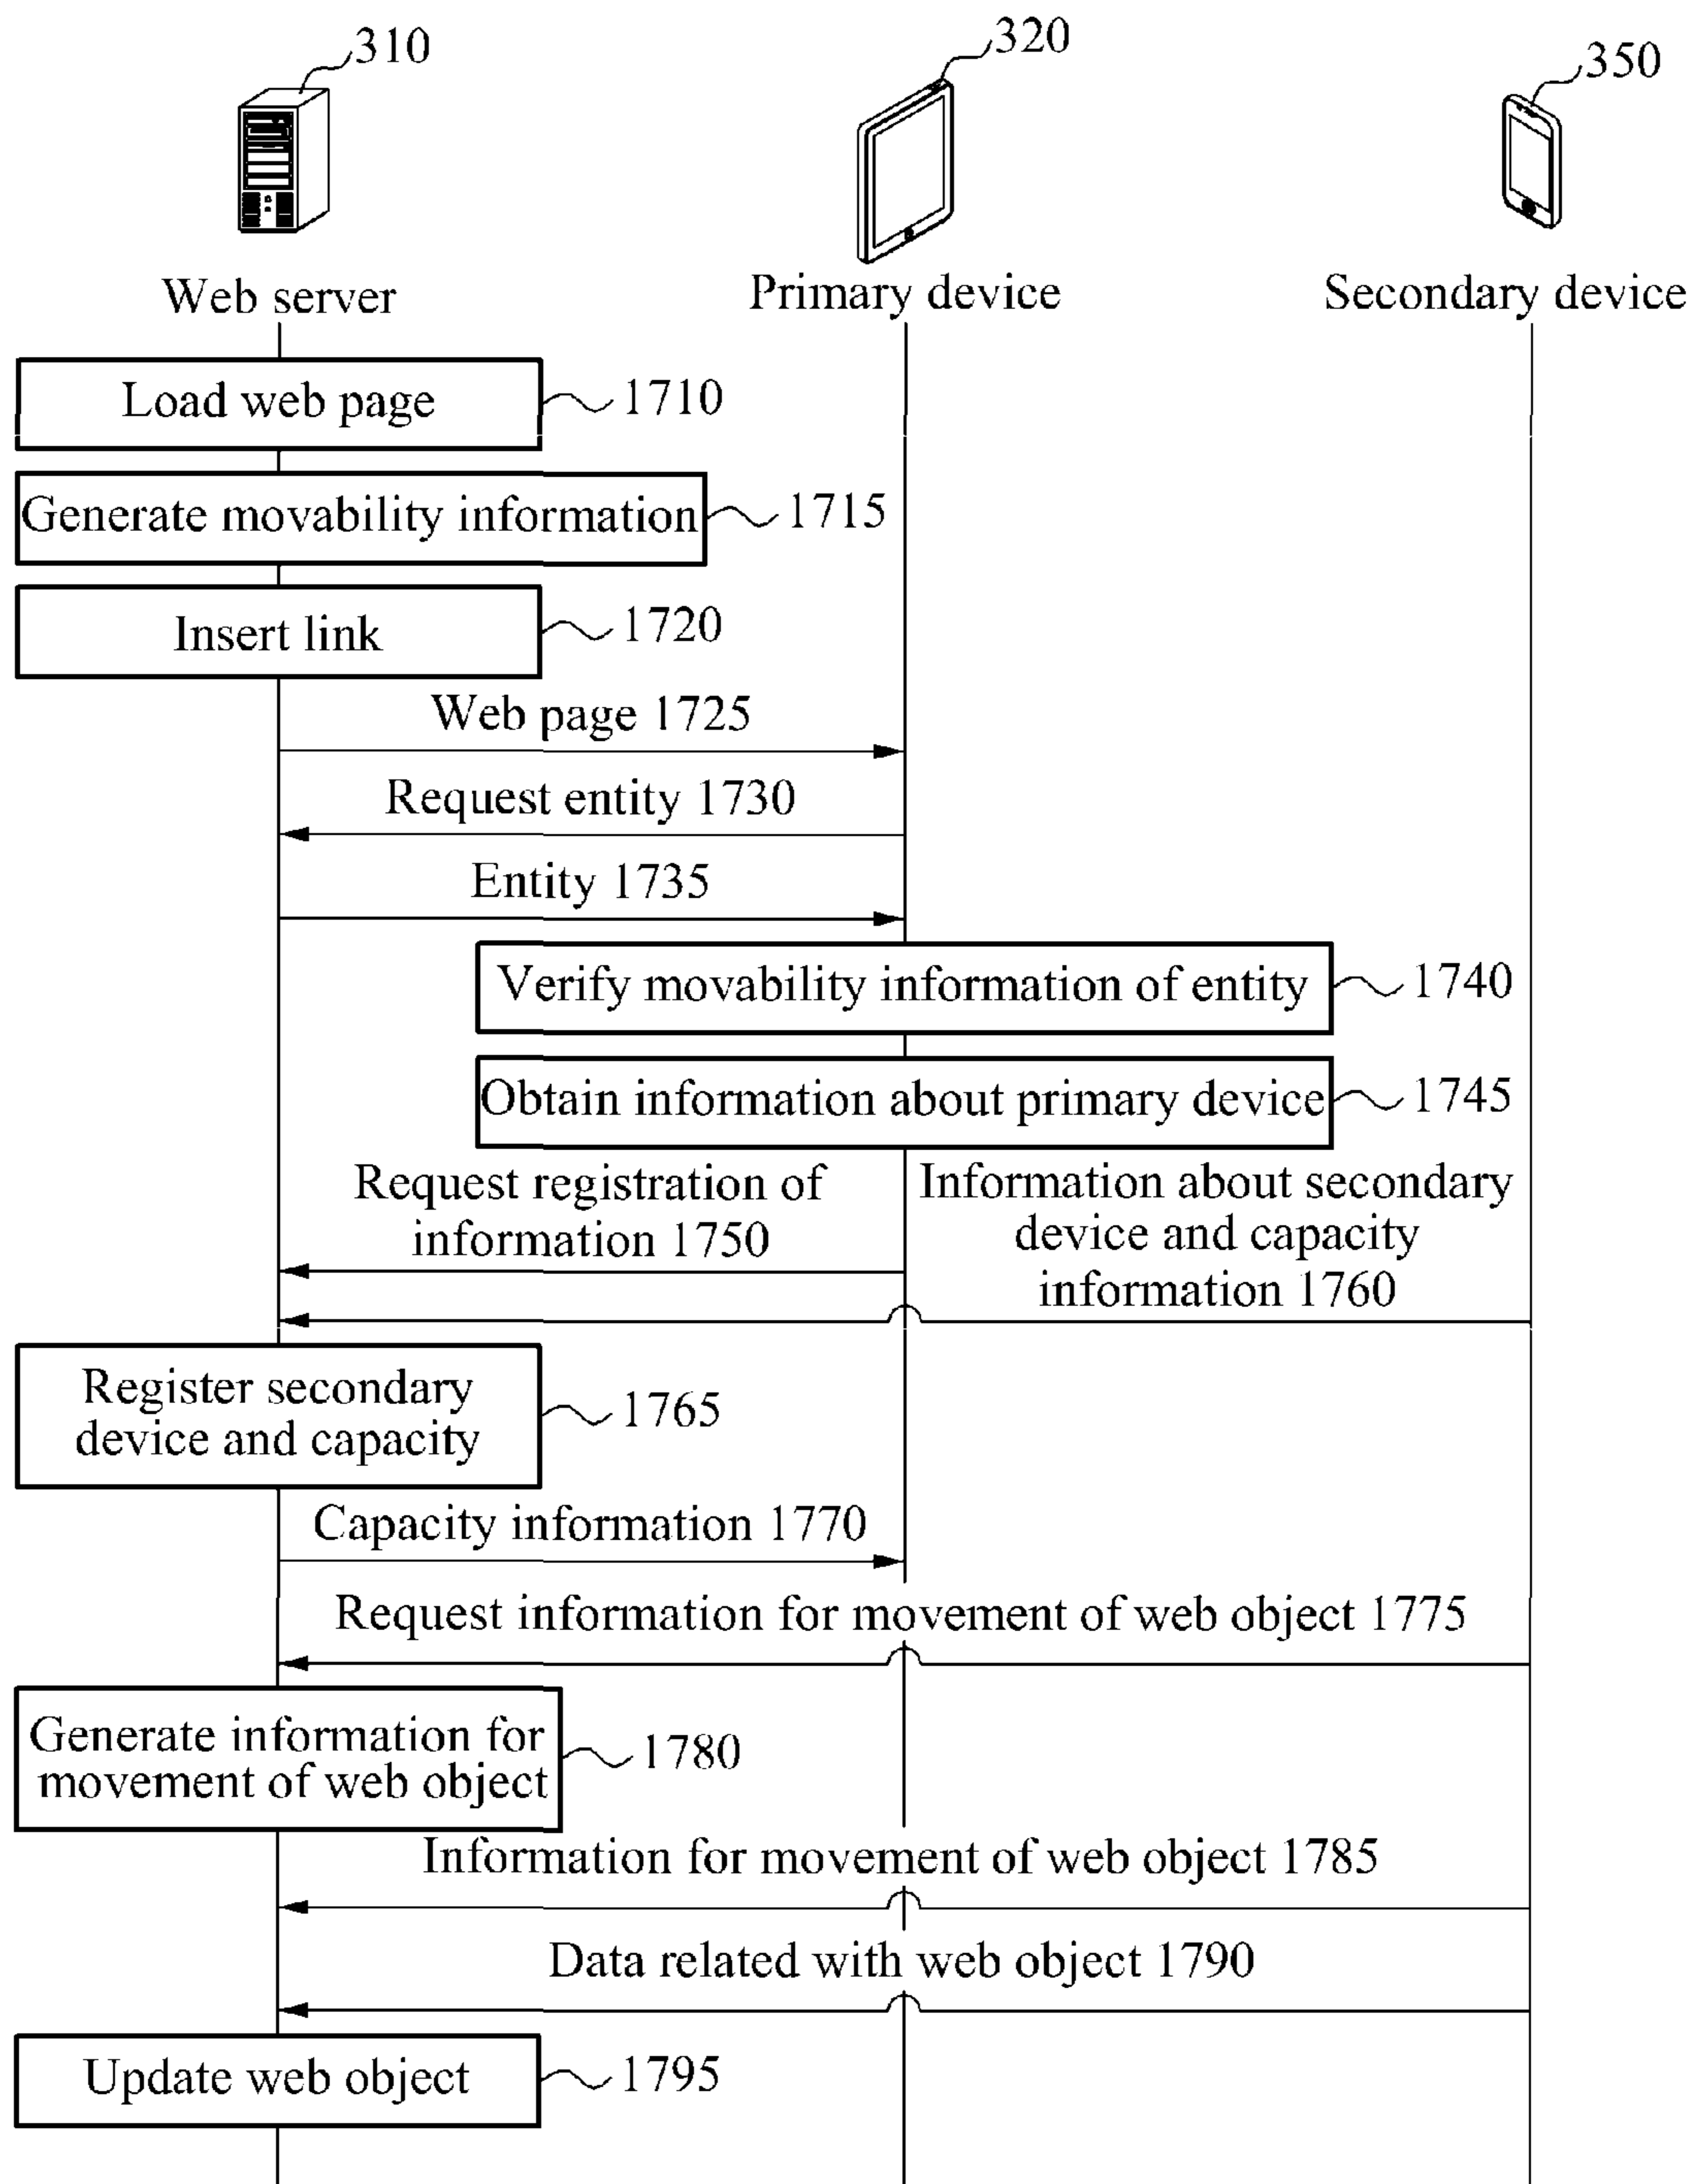 310
320
350
Web server
Primary device
Secondary device
Load web page
1710
Generate movability information
1715
Insert link
1720
Web page 1725
Request entity 1730
Entity 1735
Verify movability information of entity
1740
Obtain information about primary device
1745
Request registration of
information 1750
Information about secondary
device and capacity
information 1760
Register secondary
device and capacity
1765
Capacity information 1770
Request information for movement of web object 1775
Generate information for
movement of web object
1780
Information for movement of web object 1785
Data related with web object 1790
Update web object
1795